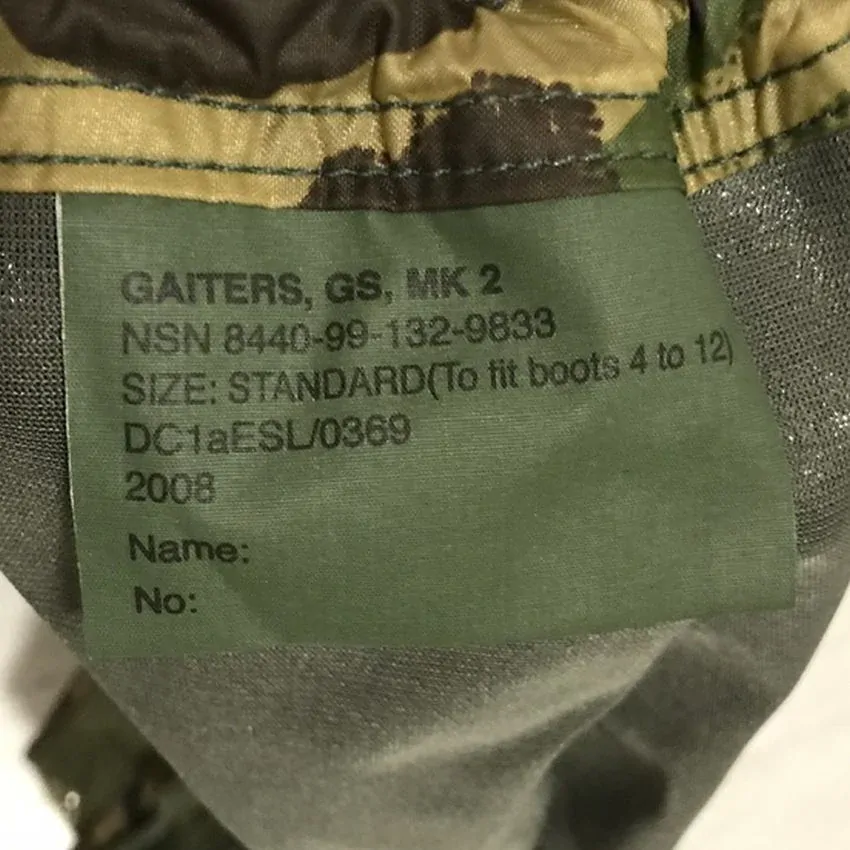 GAITERS, GS, MK 2
NSN 8440-99-132-9833
SIZE: STANDARD(To fit boots 4 to 12)
DC1aESL/0369
2008
Name:
No: